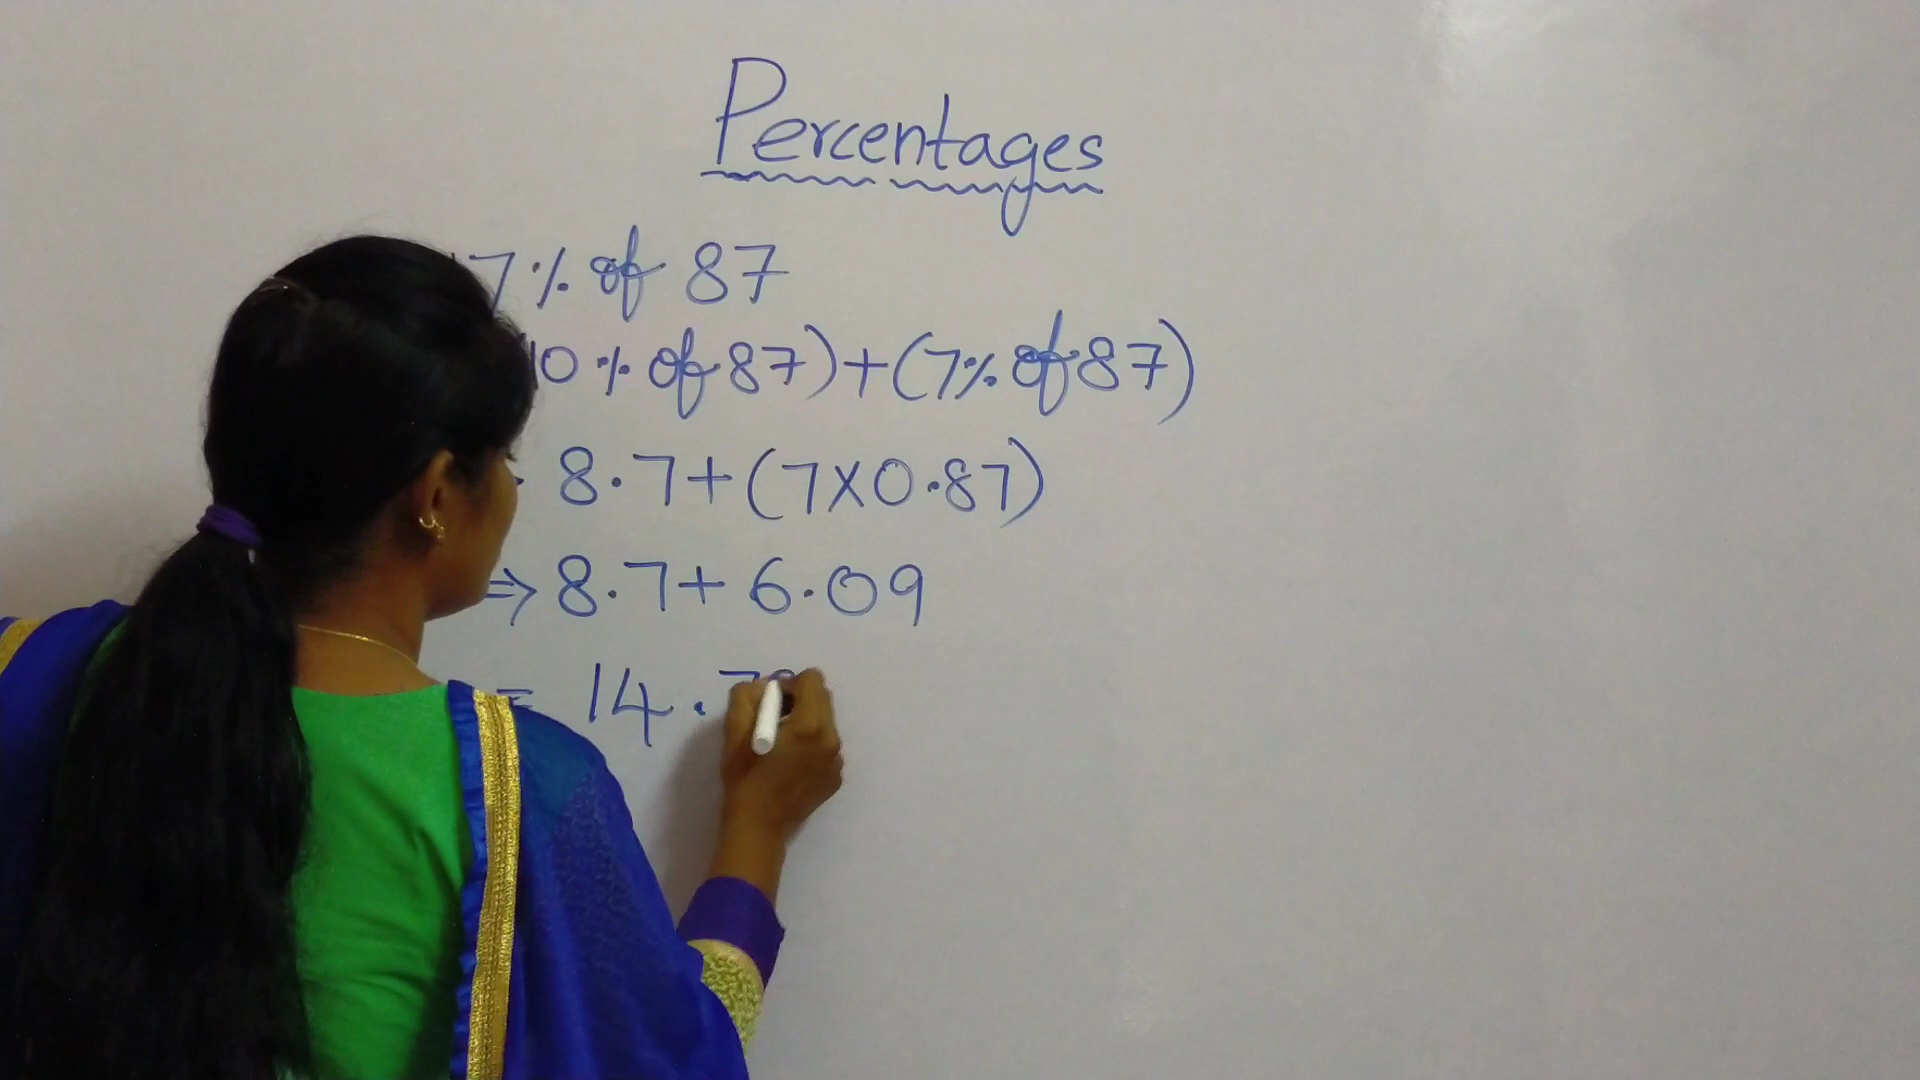 Percentages
17% of 87
10% of 87) + (7% of 87)
8.7 + (7 X 0.87)
⇒ 8.7 + 6.09
= 14.79